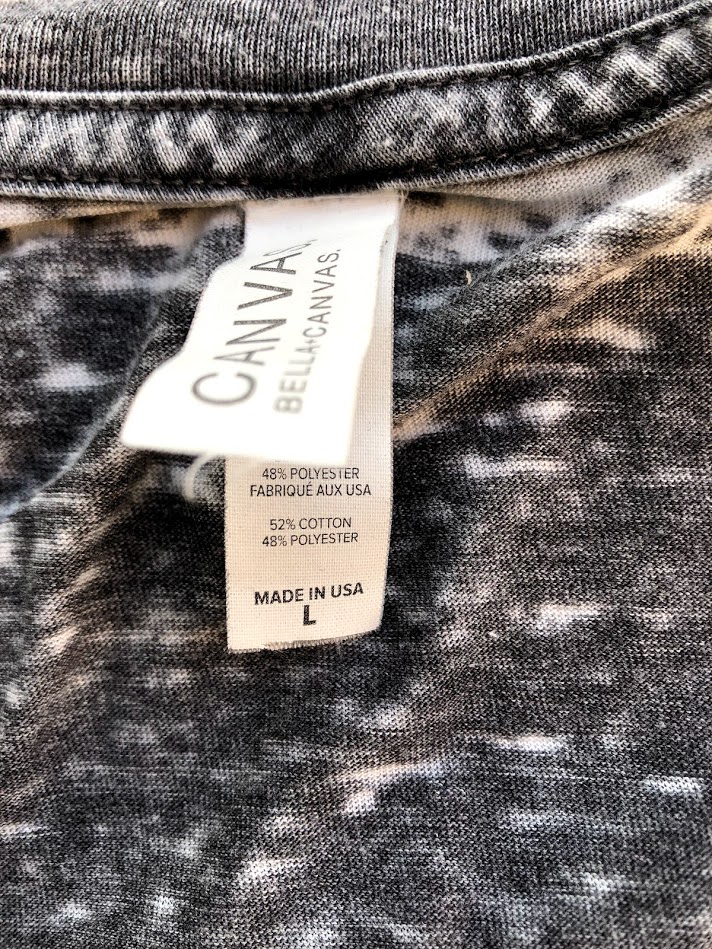 CANVAS.
BELLA+CANVAS.
48% POLYESTER
FABRIQUÉ AUX USA
52% COTTON
48% POLYESTER
MADE IN USA
L